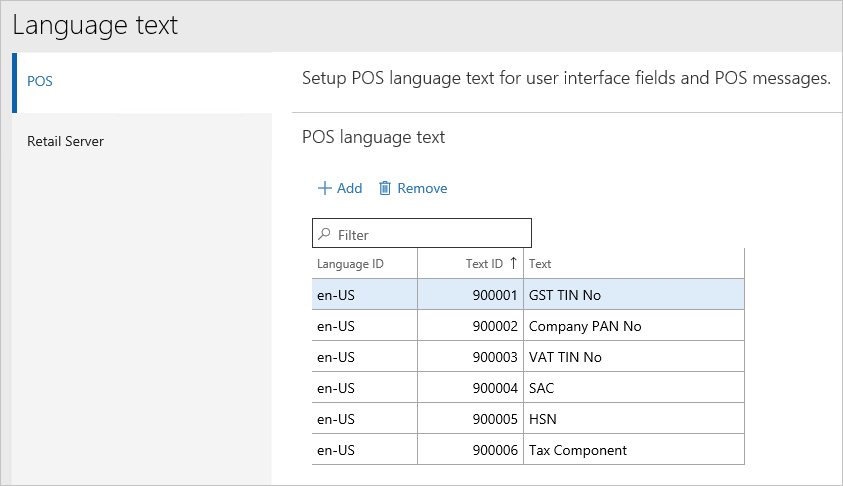 Language text
POS
Retail Server
Setup POS language text for user interface fields and POS messages.
POS language text
Add Remove
Filter
Language ID Text ID ↑ Text
en-US 900001 GST TIN No
en-US 900002 Company PAN No
en-US 900003 VAT TIN No
en-US 900004 SAC
en-US 900005 HSN
en-US 900006 Tax Component